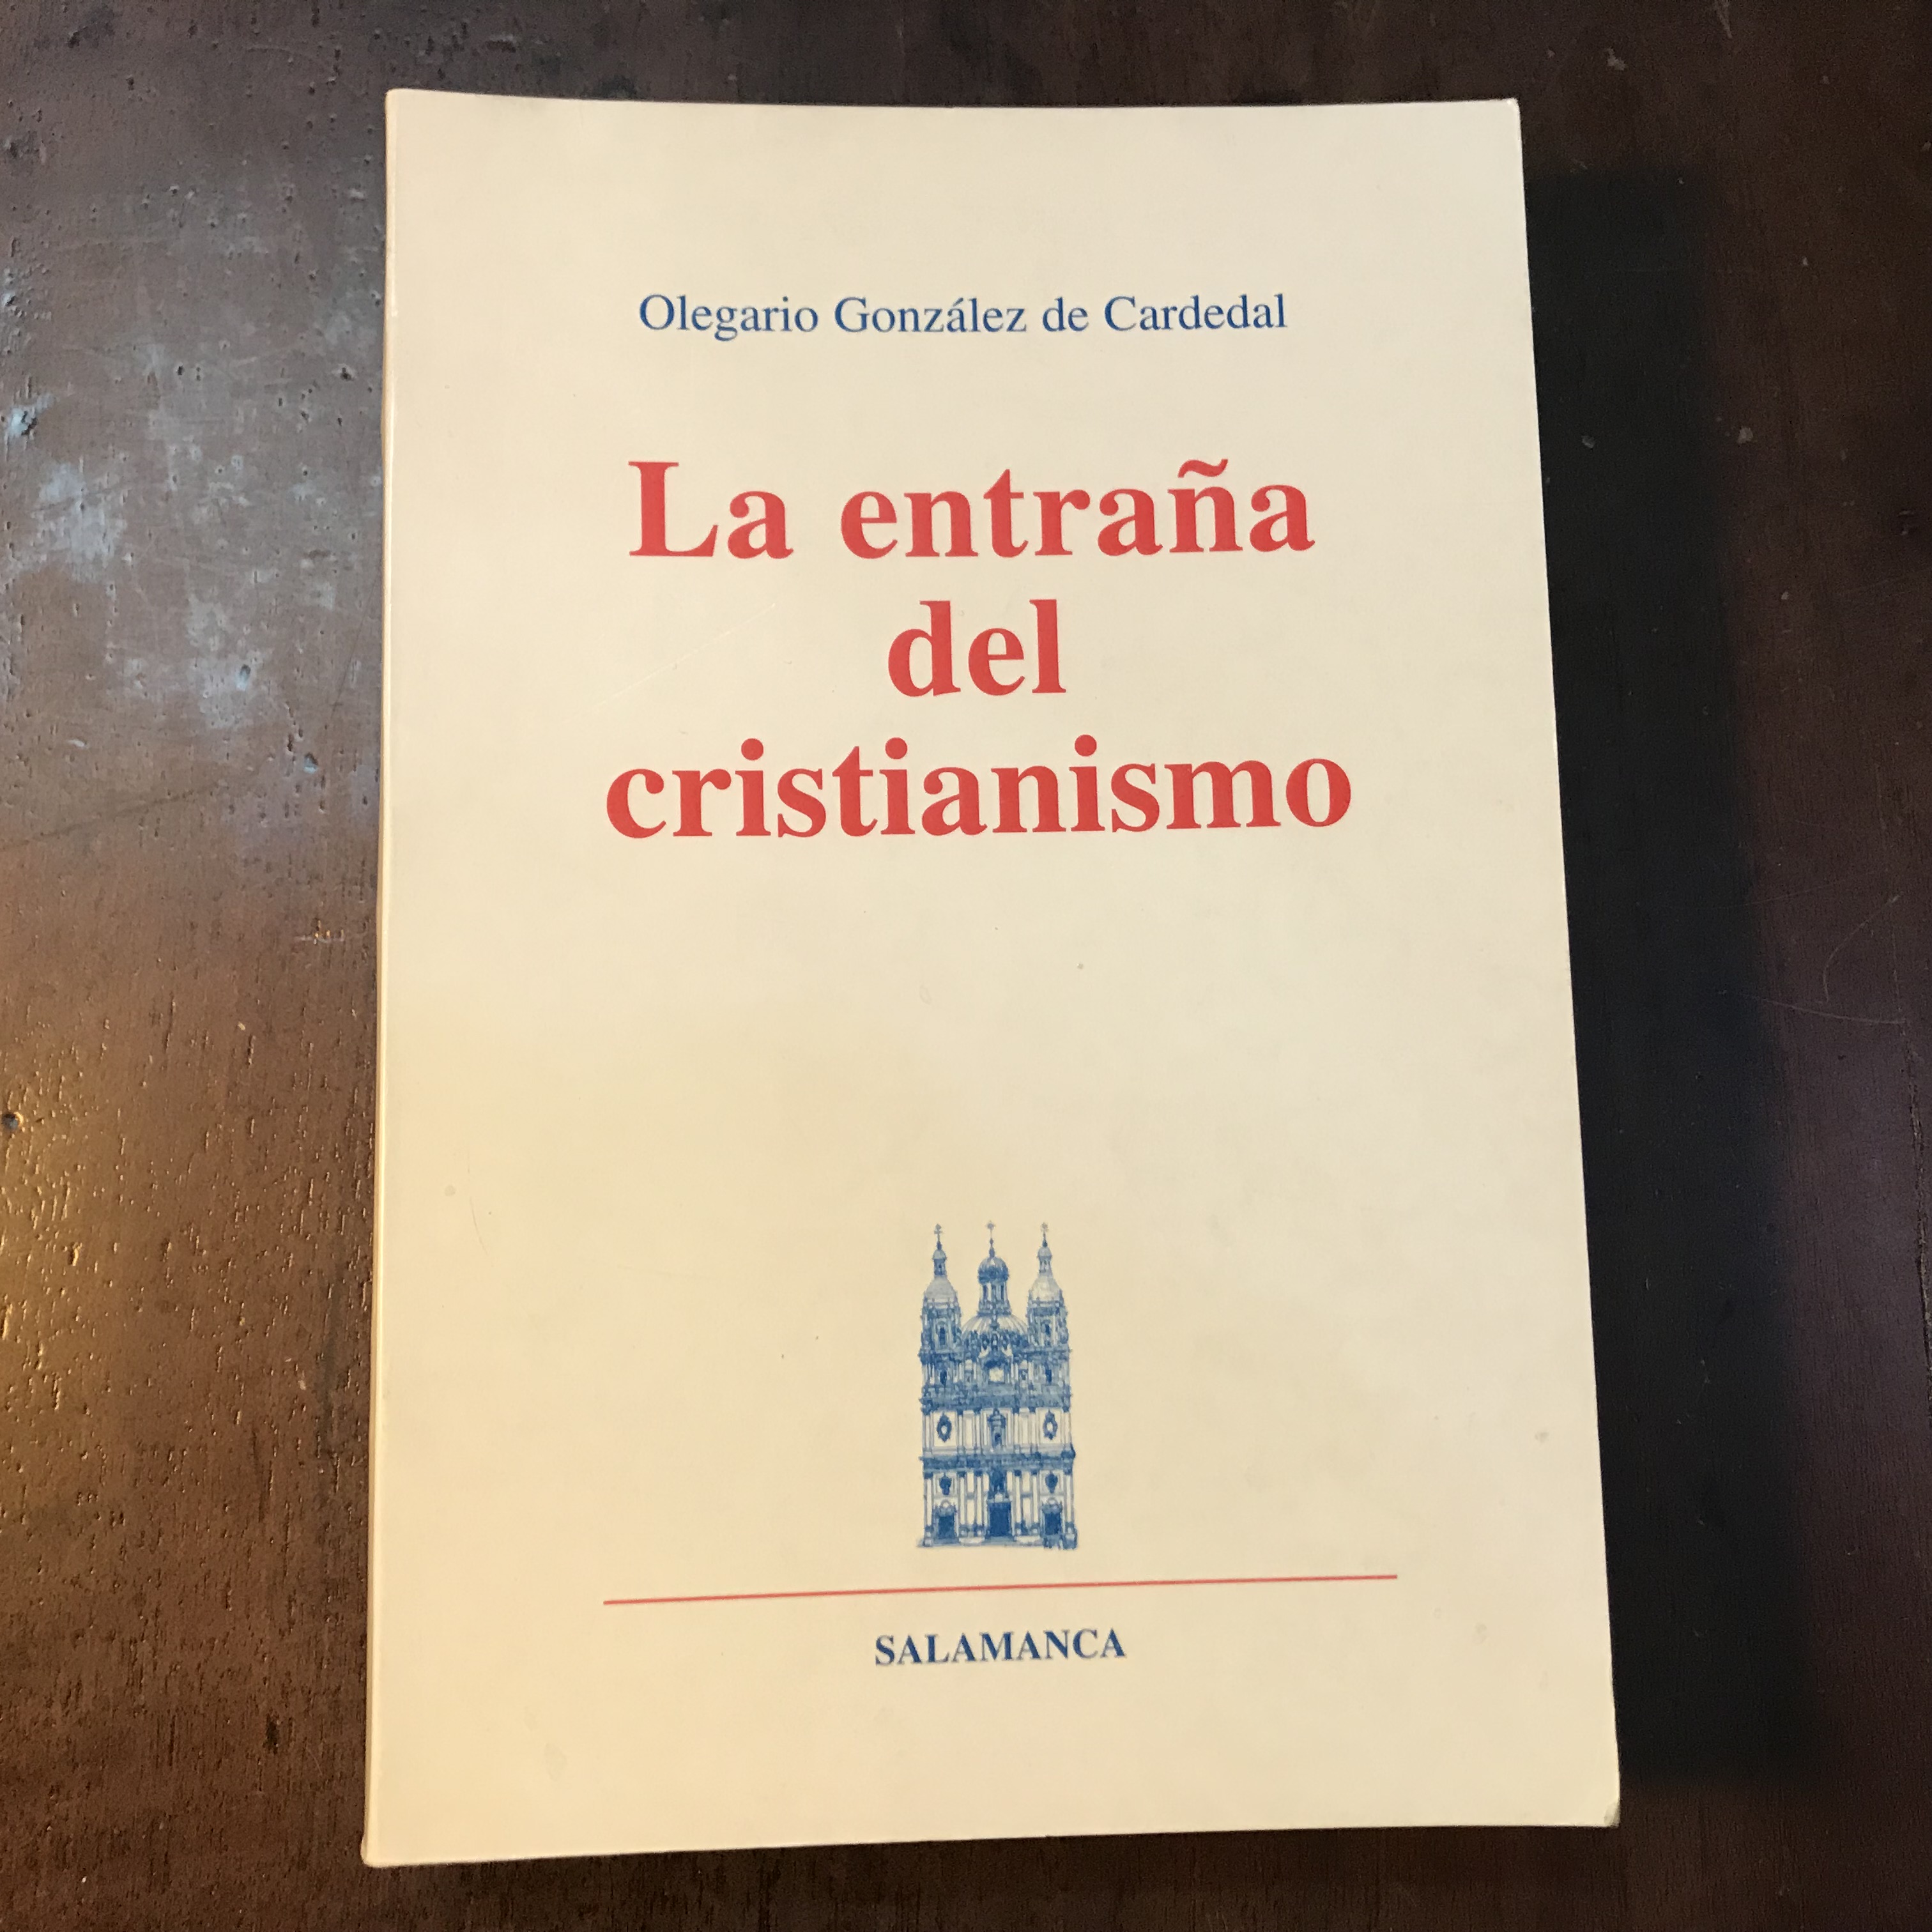 Olegario González de Cardedal
La entraña
del
cristianismo
SALAMANCA